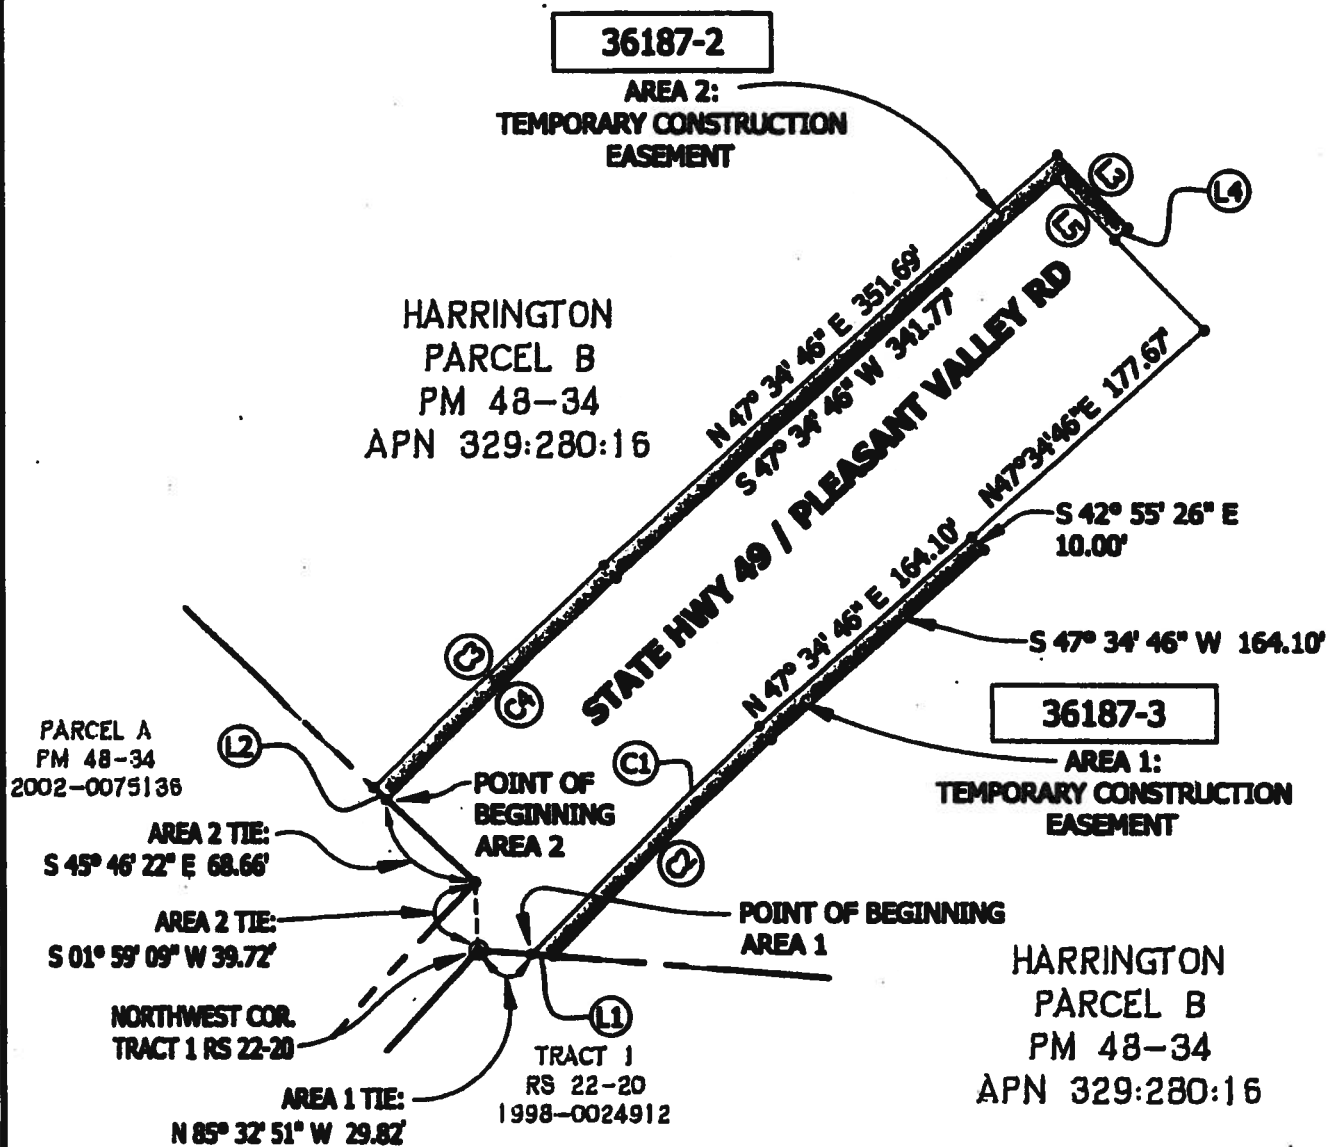 36187-2
AREA 2:
TEMPORARY CONSTRUCTION
EASEMENT
L3
L4
L5
HARRINGTON
PARCEL B
PM 48-34
APN 329:280:16
N 47° 34' 46" E 351.69'
S 47° 34' 46" W 341.77'
STATE HWY 49 / PLEASANT VALLEY RD
N47°34'46"E 177.67'
S 42° 55' 26" E
10.00'
N 47° 34' 46" E 164.10'
S 47° 34' 46" W 164.10'
36187-3
AREA 1:
TEMPORARY CONSTRUCTION
EASEMENT
C3
C4
C1
C2
PARCEL A
PM 48-34
2002-0075136
L2
POINT OF
BEGINNING
AREA 2
AREA 2 TIE:
S 45° 46' 22" E 68.66'
AREA 2 TIE:
S 01° 59' 09" W 39.72'
POINT OF BEGINNING
AREA 1
NORTHWEST COR.
TRACT 1 RS 22-20
L1
TRACT 1
RS 22-20
1998-0024912
AREA 1 TIE:
N 85° 32' 51" W 29.82'
HARRINGTON
PARCEL B
PM 48-34
APN 329:280:16